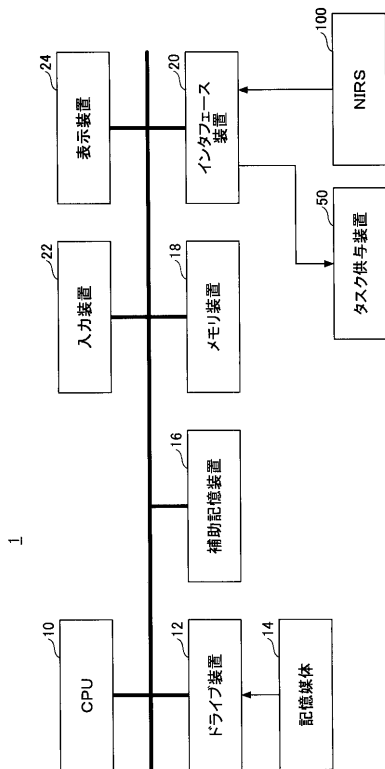 1
10
CPU
22
入力装置
24
表示装置
12
ドライブ装置
16
補助記憶装置
18
メモリ装置
20
インタフェース
装置
14
記憶媒体
50
タスク供与装置
100
NIRS